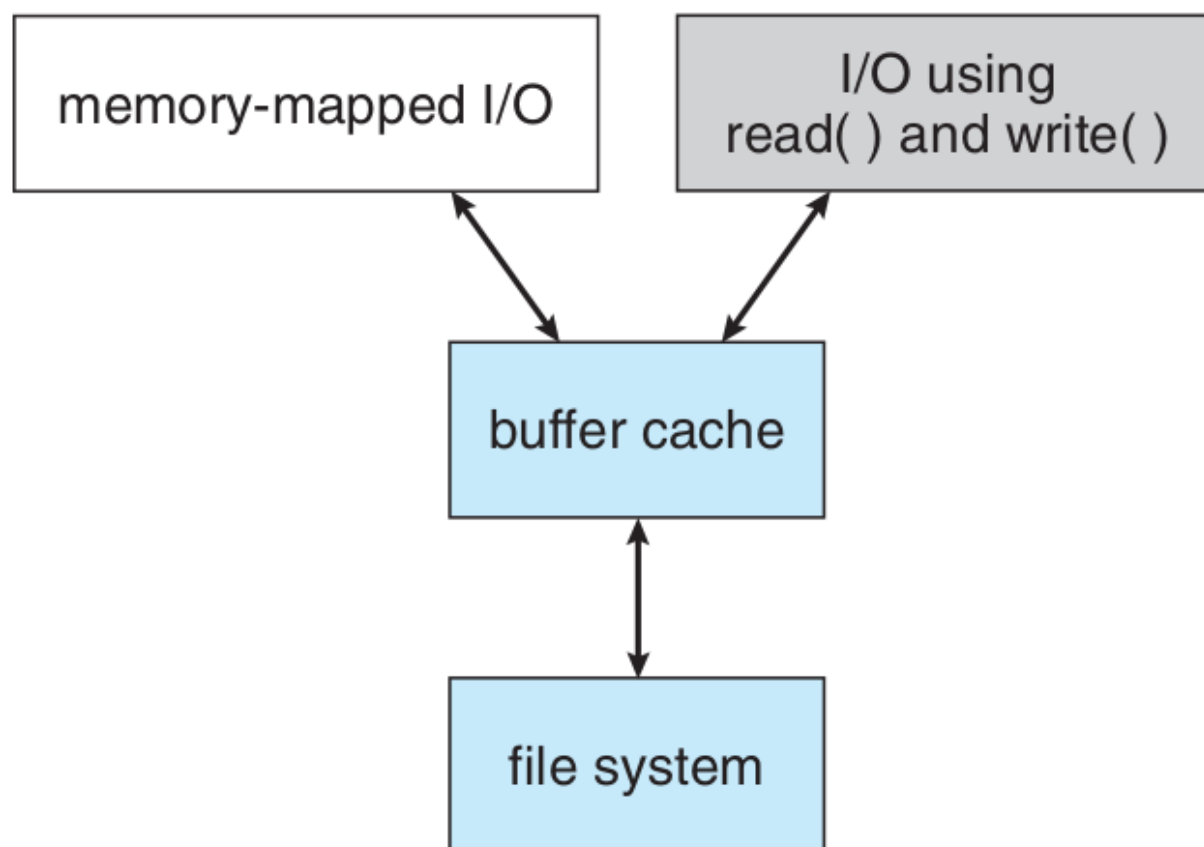 memory-mapped I/O
I/O using
read( ) and write( )
buffer cache
file system